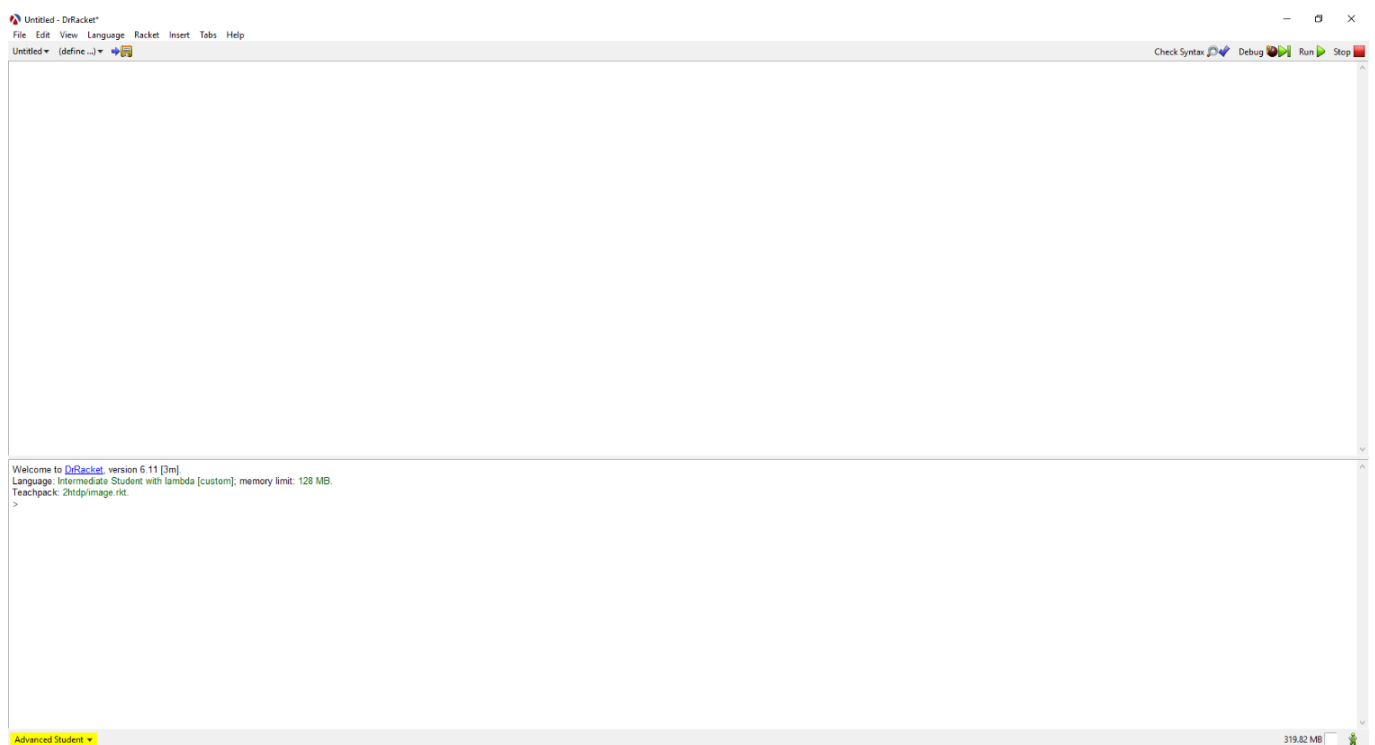 Untitled - DrRacket*
File Edit View Language Racket Insert Tabs Help
Untitled (define ...) Check Syntax Debug Run Stop
Welcome to DrRacket, version 6.11 [3m].
Language: Intermediate Student with lambda [custom]; memory limit: 128 MB.
Teachpack: 2htdp/image.rkt.
>
Advanced Student 319.82 MB